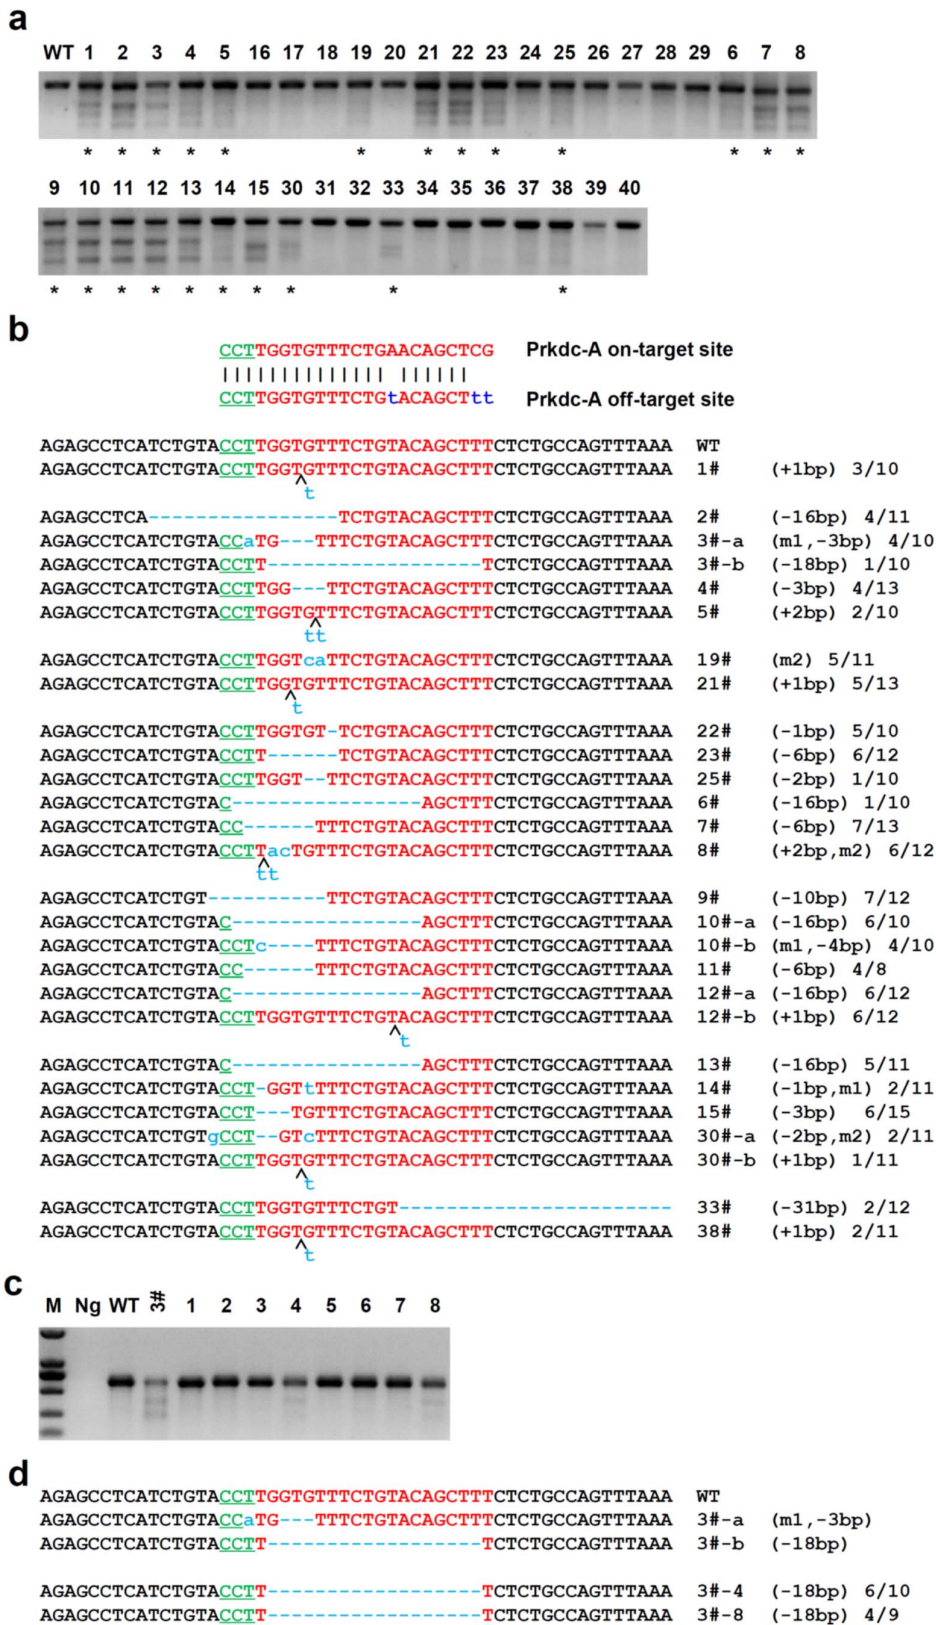 a
WT 1 2 3 4 5 16 17 18 19 20 21 22 23 24 25 26 27 28 29 6 7 8
* * * * * * * * * * * * *
9 10 11 12 13 14 15 30 31 32 33 34 35 36 37 38 39 40
* * * * * * * * * *
b
CCTTGGTGTTTCTGAACAGCTCG Prkdc-A on-target site
CCTTGGTGTTTCTGtACAGCTtt Prkdc-A off-target site
AGAGCCTCATCTGTACCTTGGTGTTTCTGTACAGCTTTCTCTGCCAGTTTAAA WT
AGAGCCTCATCTGTACCTTGGTGTTTCTGTACAGCTTTCTCTGCCAGTTTAAA 1# (+1bp) 3/10
^t
AGAGCCTCA----------------TCTGTACAGCTTTCTCTGCCAGTTTAAA 2# (-16bp) 4/11
AGAGCCTCATCTGTACCaTG---TTTCTGTACAGCTTTCTCTGCCAGTTTAAA 3#-a (m1,-3bp) 4/10
AGAGCCTCATCTGTACCTT------------------TCTCTGCCAGTTTAAA 3#-b (-18bp) 1/10
AGAGCCTCATCTGTACCTTGG---TTCTGTACAGCTTTCTCTGCCAGTTTAAA 4# (-3bp) 4/13
AGAGCCTCATCTGTACCTTGGTGTTTCTGTACAGCTTTCTCTGCCAGTTTAAA 5# (+2bp) 2/10
^tt
AGAGCCTCATCTGTACCTTGGTcaTTCTGTACAGCTTTCTCTGCCAGTTTAAA 19# (m2) 5/11
AGAGCCTCATCTGTACCTTGGTGTTTCTGTACAGCTTTCTCTGCCAGTTTAAA 21# (+1bp) 5/13
^t
AGAGCCTCATCTGTACCTTGGTGT-TCTGTACAGCTTTCTCTGCCAGTTTAAA 22# (-1bp) 5/10
AGAGCCTCATCTGTACCTT------TCTGTACAGCTTTCTCTGCCAGTTTAAA 23# (-6bp) 6/12
AGAGCCTCATCTGTACCTTGGT--TTCTGTACAGCTTTCTCTGCCAGTTTAAA 25# (-2bp) 1/10
AGAGCCTCATCTGTAC----------------AGCTTTCTCTGCCAGTTTAAA 6# (-16bp) 1/10
AGAGCCTCATCTGTACC------TTTCTGTACAGCTTTCTCTGCCAGTTTAAA 7# (-6bp) 7/13
AGAGCCTCATCTGTACCTTacTGTTTCTGTACAGCTTTCTCTGCCAGTTTAAA 8# (+2bp,m2) 6/12
^tt
AGAGCCTCATCTGT----------TTCTGTACAGCTTTCTCTGCCAGTTTAAA 9# (-10bp) 7/12
AGAGCCTCATCTGTAC----------------AGCTTTCTCTGCCAGTTTAAA 10#-a (-16bp) 6/10
AGAGCCTCATCTGTACCTc----TTTCTGTACAGCTTTCTCTGCCAGTTTAAA 10#-b (m1,-4bp) 4/10
AGAGCCTCATCTGTACC------TTTCTGTACAGCTTTCTCTGCCAGTTTAAA 11# (-6bp) 4/8
AGAGCCTCATCTGTAC----------------AGCTTTCTCTGCCAGTTTAAA 12#-a (-16bp) 6/12
AGAGCCTCATCTGTACCTTGGTGTTTCTGTACAGCTTTCTCTGCCAGTTTAAA 12#-b (+1bp) 6/12
^t
AGAGCCTCATCTGTAC----------------AGCTTTCTCTGCCAGTTTAAA 13# (-16bp) 5/11
AGAGCCTCATCTGTACCT-GGTtTTTCTGTACAGCTTTCTCTGCCAGTTTAAA 14# (-1bp,m1) 2/11
AGAGCCTCATCTGTACCT---TGTTTCTGTACAGCTTTCTCTGCCAGTTTAAA 15# (-3bp) 6/15
AGAGCCTCATCTGTgCCT--GTcTTTCTGTACAGCTTTCTCTGCCAGTTTAAA 30#-a (-2bp,m2) 2/11
AGAGCCTCATCTGTACCTTGGTGTTTCTGTACAGCTTTCTCTGCCAGTTTAAA 30#-b (+1bp) 1/11
^t
AGAGCCTCATCTGTACCTTGGTGTTTCTGT----------------------- 33# (-31bp) 2/12
AGAGCCTCATCTGTACCTTGGTGTTTCTGTACAGCTTTCTCTGCCAGTTTAAA 38# (+1bp) 2/11
^t
c
M Ng WT 3# 1 2 3 4 5 6 7 8
d
AGAGCCTCATCTGTACCTTGGTGTTTCTGTACAGCTTTCTCTGCCAGTTTAAA WT
AGAGCCTCATCTGTACCaTG---TTTCTGTACAGCTTTCTCTGCCAGTTTAAA 3#-a (m1,-3bp)
AGAGCCTCATCTGTACCTT------------------TCTCTGCCAGTTTAAA 3#-b (-18bp)
AGAGCCTCATCTGTACCTT------------------TCTCTGCCAGTTTAAA 3#-4 (-18bp) 6/10
AGAGCCTCATCTGTACCTT------------------TCTCTGCCAGTTTAAA 3#-8 (-18bp) 4/9